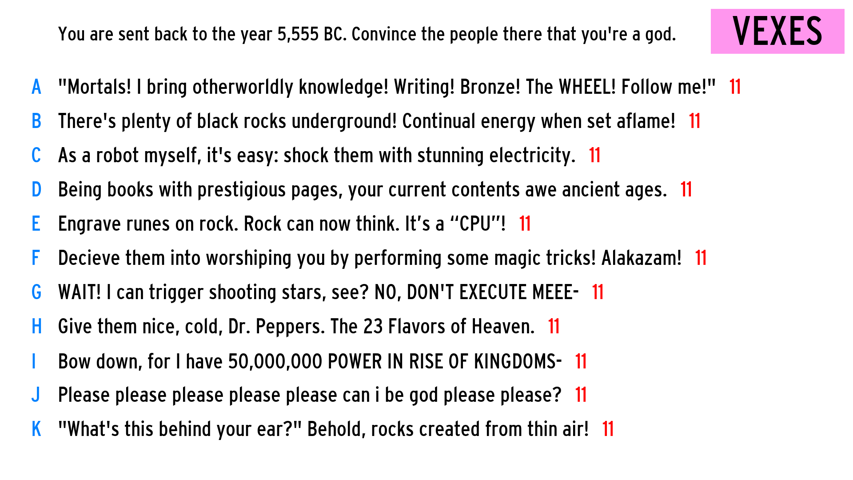 You are sent back to the year 5,555 BC. Convince the people there that you're a god.
VEXES
A "Mortals! I bring otherworldly knowledge! Writing! Bronze! The WHEEL! Follow me!" 11
B There's plenty of black rocks underground! Continual energy when set aflame! 11
C As a robot myself, it's easy: shock them with stunning electricity. 11
D Being books with prestigious pages, your current contents awe ancient ages. 11
E Engrave runes on rock. Rock can now think. It’s a “CPU”! 11
F Decieve them into worshiping you by performing some magic tricks! Alakazam! 11
G WAIT! I can trigger shooting stars, see? NO, DON'T EXECUTE MEEE- 11
H Give them nice, cold, Dr. Peppers. The 23 Flavors of Heaven. 11
I Bow down, for I have 50,000,000 POWER IN RISE OF KINGDOMS- 11
J Please please please please please can i be god please please? 11
K "What's this behind your ear?" Behold, rocks created from thin air! 11